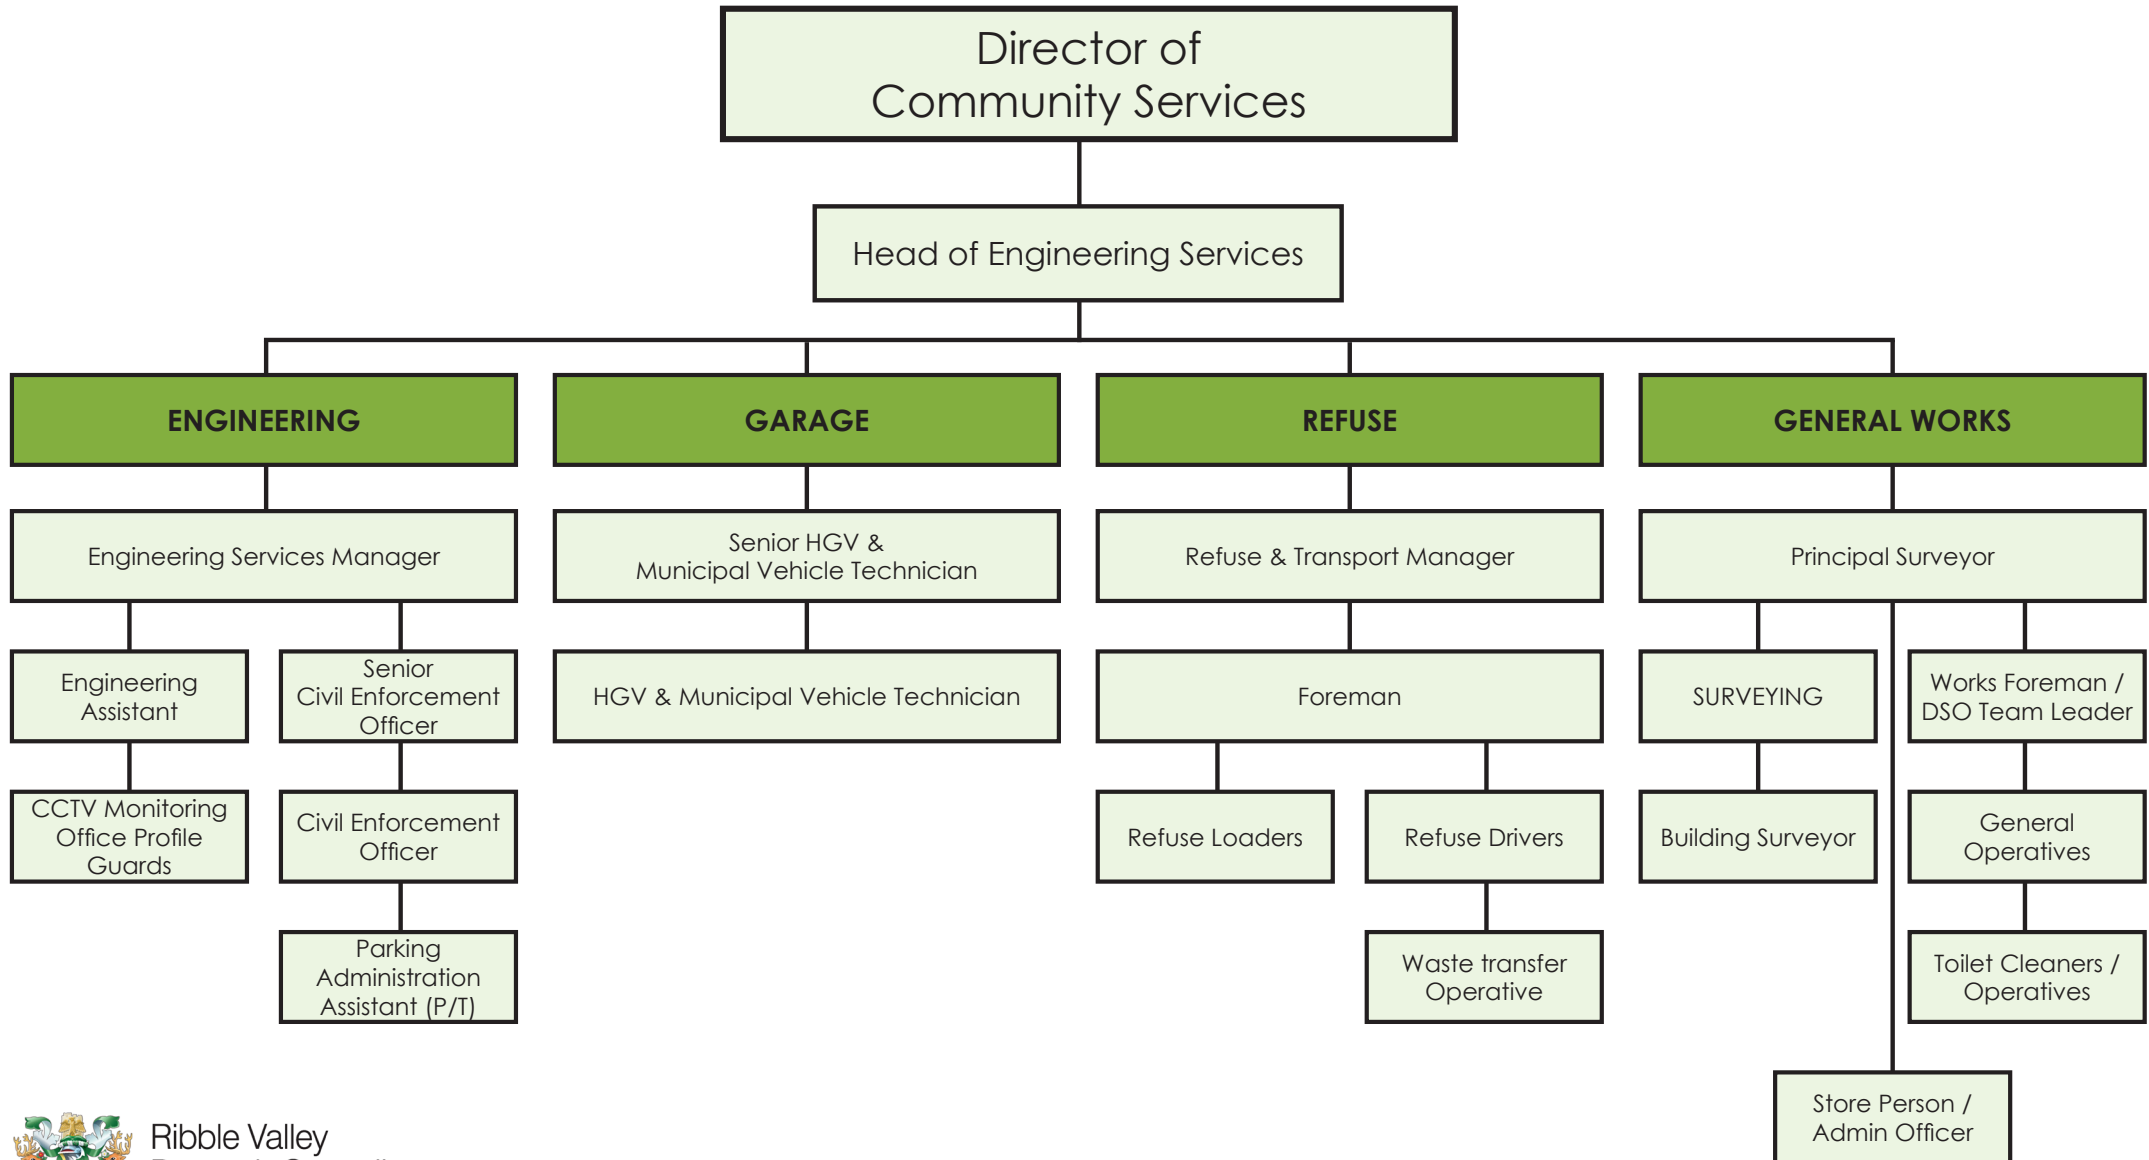 Director of
Community Services
Head of Engineering Services
ENGINEERING
GARAGE
REFUSE
GENERAL WORKS
Engineering Services Manager
Senior HGV &
Municipal Vehicle Technician
Refuse & Transport Manager
Principal Surveyor
Engineering
Assistant
Senior
Civil Enforcement
Officer
HGV & Municipal Vehicle Technician
Foreman
SURVEYING
Works Foreman /
DSO Team Leader
CCTV Monitoring
Office Profile
Guards
Civil Enforcement
Officer
Refuse Loaders
Refuse Drivers
Building Surveyor
General
Operatives
Parking
Administration
Assistant (P/T)
Waste transfer
Operative
Toilet Cleaners /
Operatives
Store Person /
Admin Officer
Ribble Valley